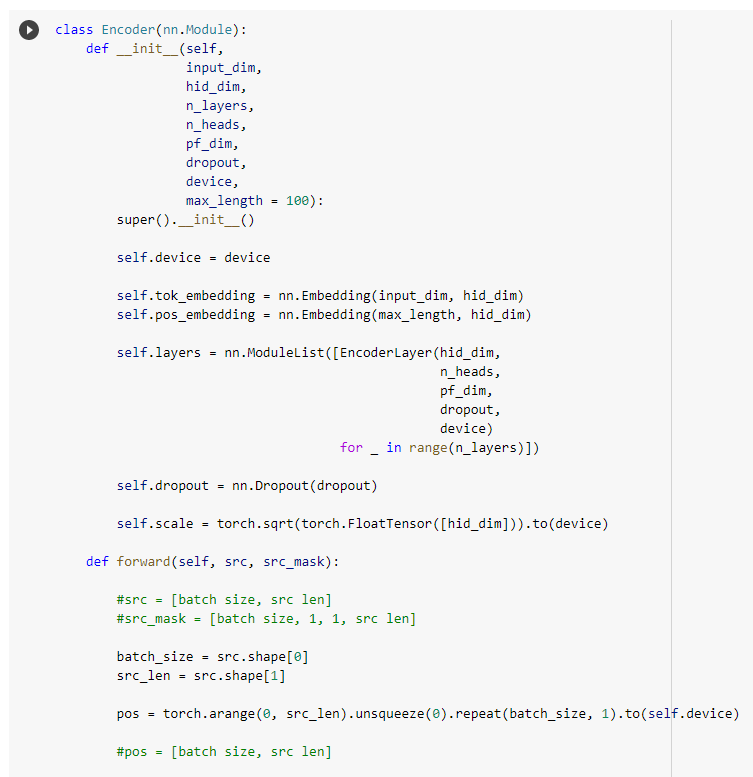 class Encoder(nn.Module):
    def __init__(self,
                 input_dim,
                 hid_dim,
                 n_layers,
                 n_heads,
                 pf_dim,
                 dropout,
                 device,
                 max_length = 100):
        super().__init__()

        self.device = device

        self.tok_embedding = nn.Embedding(input_dim, hid_dim)
        self.pos_embedding = nn.Embedding(max_length, hid_dim)

        self.layers = nn.ModuleList([EncoderLayer(hid_dim,
                                                  n_heads,
                                                  pf_dim,
                                                  dropout,
                                                  device)
                                     for _ in range(n_layers)])

        self.dropout = nn.Dropout(dropout)

        self.scale = torch.sqrt(torch.FloatTensor([hid_dim])).to(device)

    def forward(self, src, src_mask):

        #src = [batch size, src len]
        #src_mask = [batch size, 1, 1, src len]

        batch_size = src.shape[0]
        src_len = src.shape[1]

        pos = torch.arange(0, src_len).unsqueeze(0).repeat(batch_size, 1).to(self.device)

        #pos = [batch size, src len]